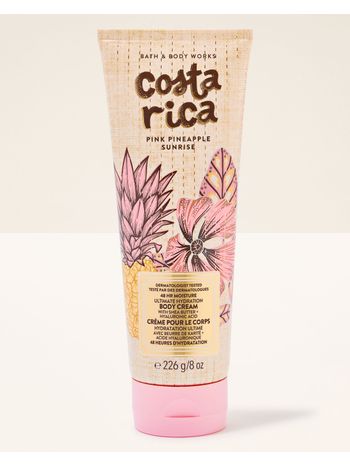 BATH & BODY WORKS
costa
rica
PINK PINEAPPLE
SUNRISE
DERMATOLOGIST TESTED
TESTÉ PAR DES DERMATOLOGUES
48 HR MOISTURE
ULTIMATE HYDRATION
BODY CREAM
WITH SHEA BUTTER +
HYALURONIC ACID
CRÈME POUR LE CORPS
HYDRATATION ULTIME
AVEC BEURRE DE KARITÉ +
ACIDE HYALURONIQUE
48 HEURES D'HYDRATATION
℮ 226 g/8 oz